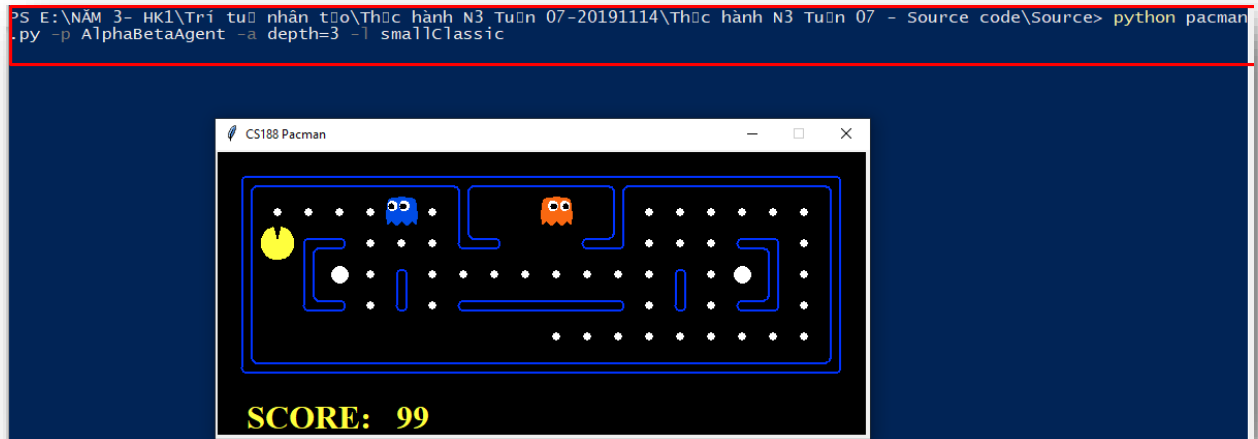 PS E:\NĂM 3- HK1\Trí tu▯ nhân t▯o\Th▯c hành N3 Tu▯n 07-20191114\Th▯c hành N3 Tu▯n 07 - Source code\Source> python pacman
.py -p AlphaBetaAgent -a depth=3 -l smallClassic
CS188 Pacman
SCORE: 99